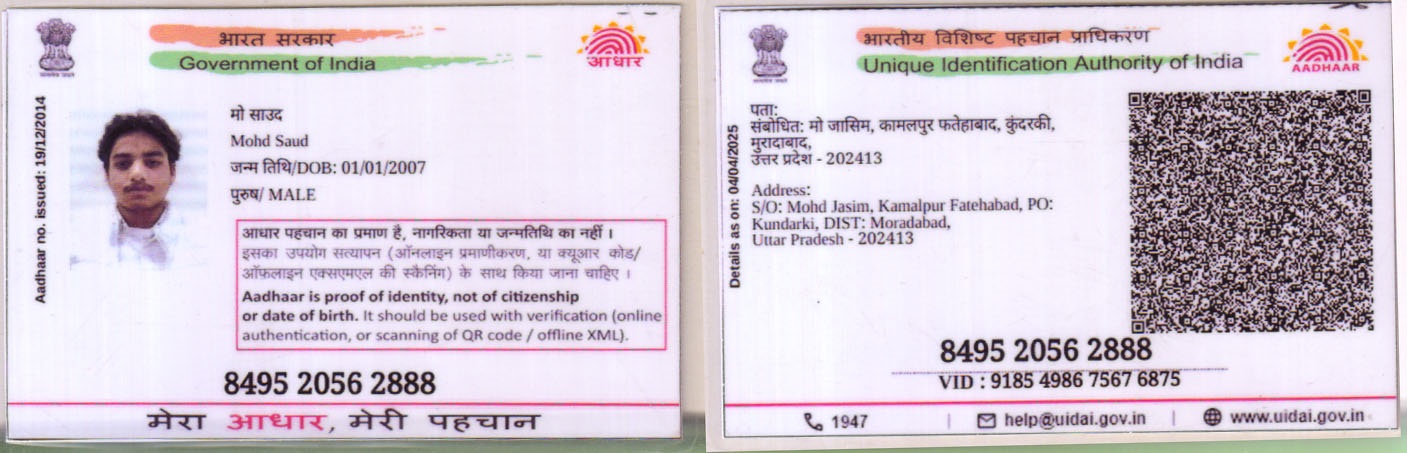 भारत सरकार
Government of India
आधार
Aadhaar no. issued: 19/12/2014
मो साउद
Mohd Saud
जन्म तिथि/DOB: 01/01/2007
पुरुष/ MALE
आधार पहचान का प्रमाण है, नागरिकता या जन्मतिथि का नहीं ।
इसका उपयोग सत्यापन (ऑनलाइन प्रमाणीकरण, या क्यूआर कोड/
ऑफ़लाइन एक्सएमएल की स्कैनिंग) के साथ किया जाना चाहिए ।
Aadhaar is proof of identity, not of citizenship
or date of birth. It should be used with verification (online
authentication, or scanning of QR code / offline XML).
8495 2056 2888
मेरा आधार, मेरी पहचान
भारतीय विशिष्ट पहचान प्राधिकरण
Unique Identification Authority of India
AADHAAR
Details as on: 04/04/2025
पता:
संबोधित: मो जासिम, कामलपुर फतेहाबाद, कुंदरकी,
मुरादाबाद,
उत्तर प्रदेश - 202413
Address:
S/O: Mohd Jasim, Kamalpur Fatehabad, PO:
Kundarki, DIST: Moradabad,
Uttar Pradesh - 202413
8495 2056 2888
VID : 9185 4986 7567 6875
1947
help@uidai.gov.in
www.uidai.gov.in